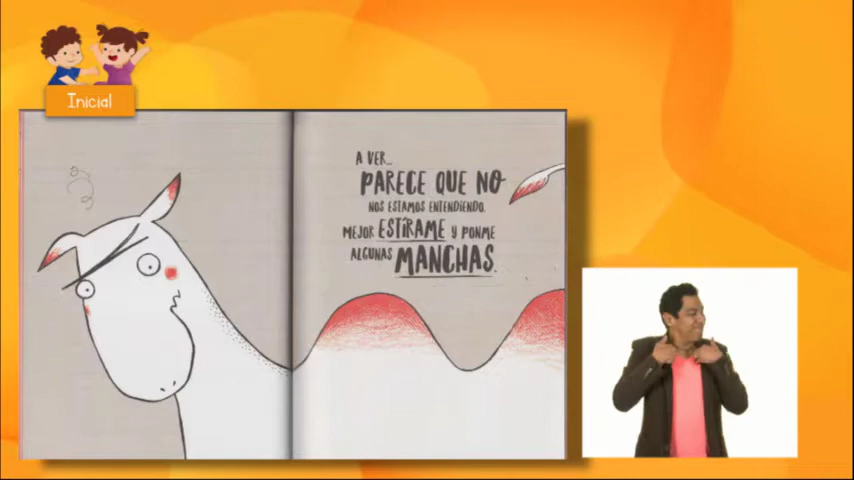 Inicial
A VER...
PARECE QUE NO
NOS ESTAMOS ENTENDIENDO.
MEJOR ESTÍRAME Y PONME
ALGUNAS MANCHAS.